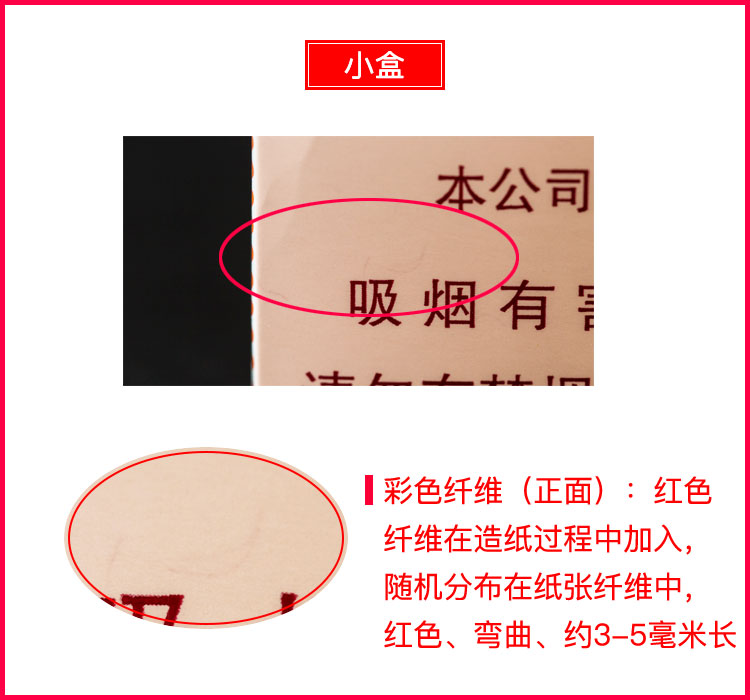 小盒
本公司
吸烟有害
彩色纤维（正面）：红色
纤维在造纸过程中加入，
随机分布在纸张纤维中，
红色、弯曲、约3-5毫米长